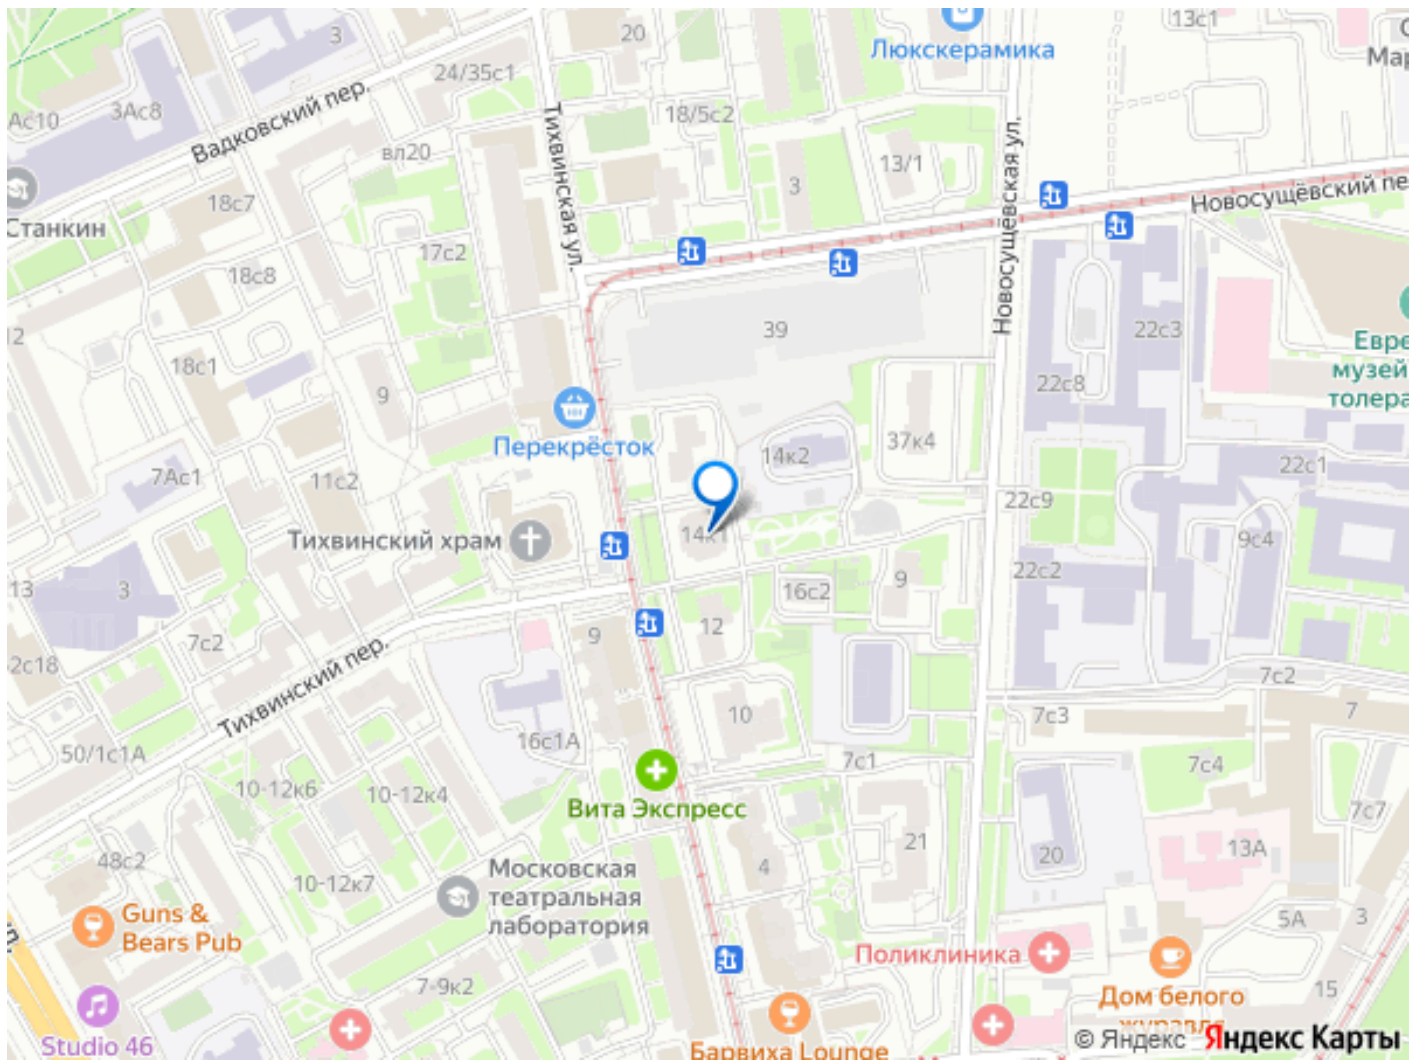 13с1
20
3
Люкскерамика
24/35с1
3Ас8
18/5с2
Вадковский пер.
Тихвинская ул.
вл20
13/1
Новосущёвская ул.
3
Новосущёвский пе
18с7
Станкин
17с2
18с8
39
22с3
12
18с1
Евре
музей
толера
22с8
9
Перекрёсток
37к4
14к2
22с1
7Ас1
11с2
22с9
Тихвинский храм
14к1
9с4
22с2
13
3
9
16с2
12
9
7с2
2с18
Тихвинский пер.
7с2
7
10
7с3
16с1А
50/1с1А
7с1
7с4
10-12к6
10-12к4
Вита Экспресс
7с7
21
13А
48с2
4
20
10-12к7
Московская
театральная
лаборатория
Guns &
Bears Pub
5А
3
Поликлиника
7-9к2
15
Дом белого
журавля
Studio 46
Барвиха Lounge
© Яндекс Яндекс Карты